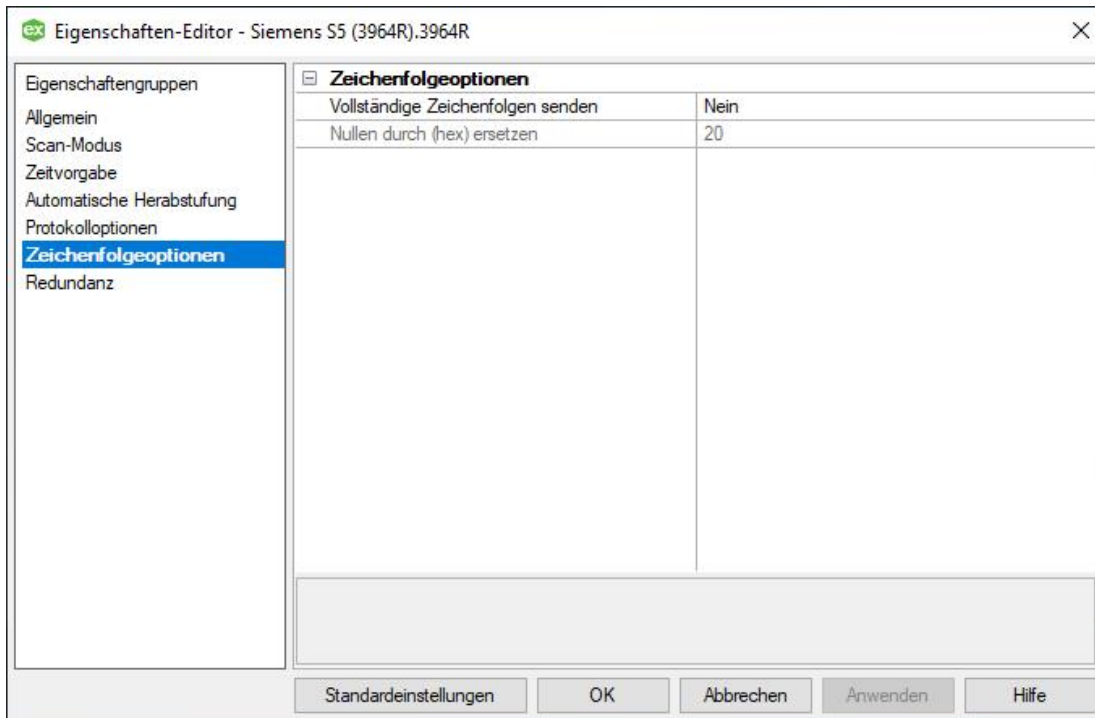 ex Eigenschaften-Editor - Siemens S5 (3964R).3964R
Eigenschaftengruppen
Allgemein
Scan-Modus
Zeitvorgabe
Automatische Herabstufung
Protokolloptionen
Zeichenfolgeoptionen
Redundanz
Zeichenfolgeoptionen
Vollständige Zeichenfolgen senden Nein
Nullen durch (hex) ersetzen 20
Standardeinstellungen OK Abbrechen Anwenden Hilfe